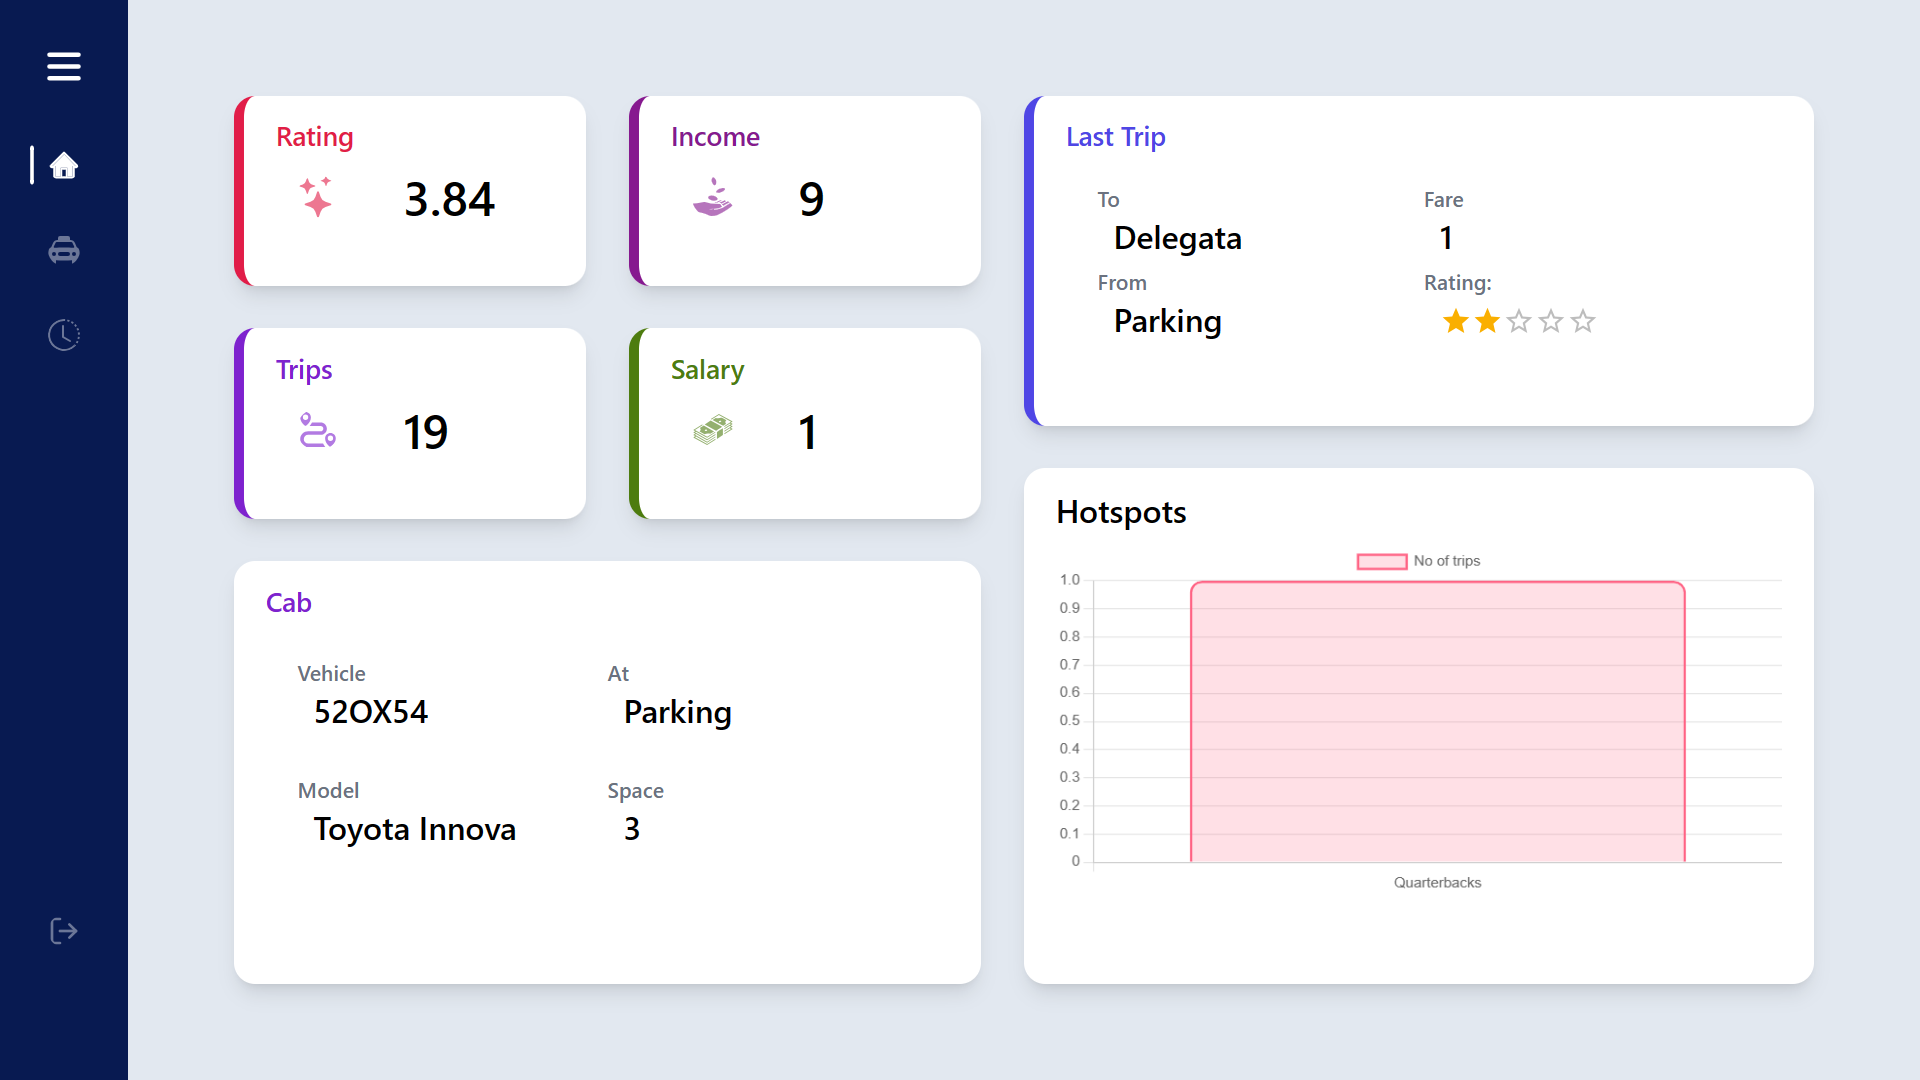 Rating
3.84
Income
9
Trips
19
Salary
1
Last Trip
To
Delegata
Fare
1
From
Parking
Rating:
Cab
Vehicle
52OX54
At
Parking
Model
Toyota Innova
Space
3
Hotspots
No of trips
1.0
0.9
0.8
0.7
0.6
0.5
0.4
0.3
0.2
0.1
0
Quarterbacks